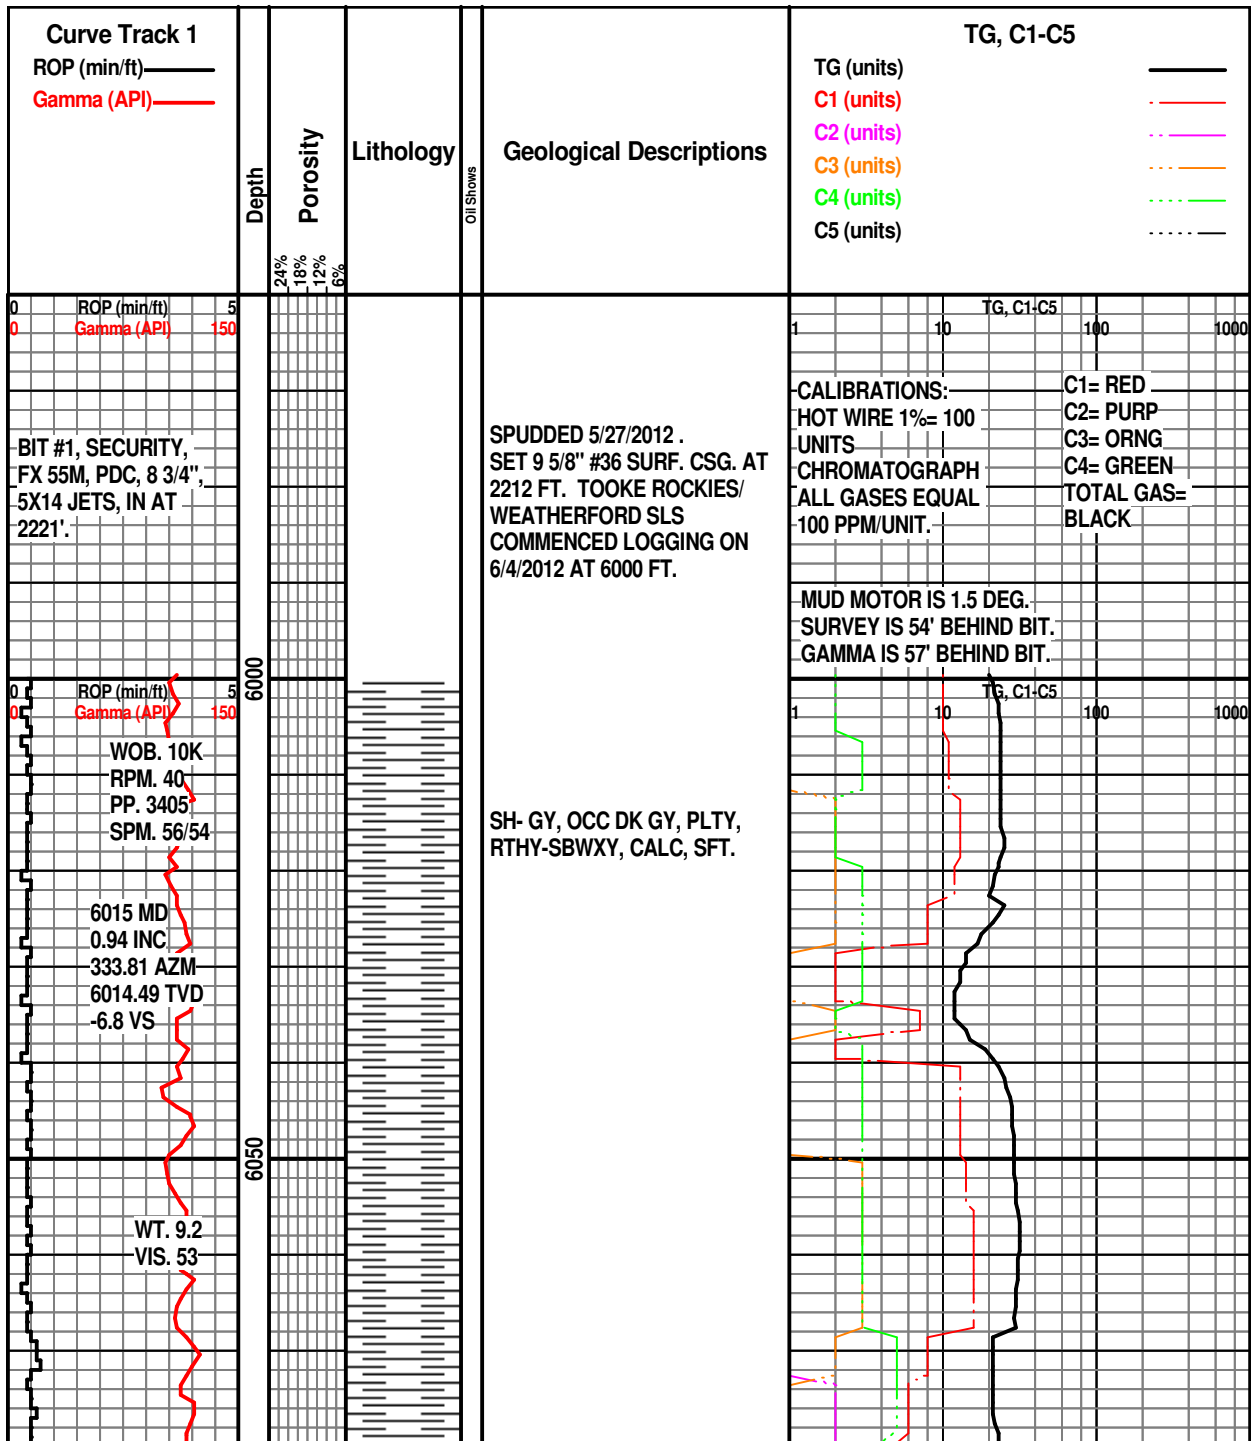 Curve Track 1
ROP (min/ft)
Gamma (API)
Depth
Porosity
24%
18%
12%
6%
Lithology
Oil Shows
Geological Descriptions
TG, C1-C5
TG (units)
C1 (units)
C2 (units)
C3 (units)
C4 (units)
C5 (units)
0 ROP (min/ft) 5
0 Gamma (API) 150
TG, C1-C5
1 10 100 1000
BIT #1, SECURITY,
FX 55M, PDC, 8 3/4",
5X14 JETS, IN AT
2221'.
SPUDDED 5/27/2012 .
SET 9 5/8" #36 SURF. CSG. AT
2212 FT. TOOKE ROCKIES/
WEATHERFORD SLS
COMMENCED LOGGING ON
6/4/2012 AT 6000 FT.
CALIBRATIONS:
HOT WIRE 1%= 100
UNITS
CHROMATOGRAPH
ALL GASES EQUAL
100 PPM/UNIT.
C1= RED
C2= PURP
C3= ORNG
C4= GREEN
TOTAL GAS=
BLACK
MUD MOTOR IS 1.5 DEG.
SURVEY IS 54' BEHIND BIT.
GAMMA IS 57' BEHIND BIT.
6000
0 ROP (min/ft) 5
0 Gamma (API) 150
TG, C1-C5
1 10 100 1000
WOB. 10K
RPM. 40
PP. 3405
SPM. 56/54
SH- GY, OCC DK GY, PLTY,
RTHY-SBWXY, CALC, SFT.
6015 MD
0.94 INC
333.81 AZM
6014.49 TVD
-6.8 VS
6050
WT. 9.2
VIS. 53